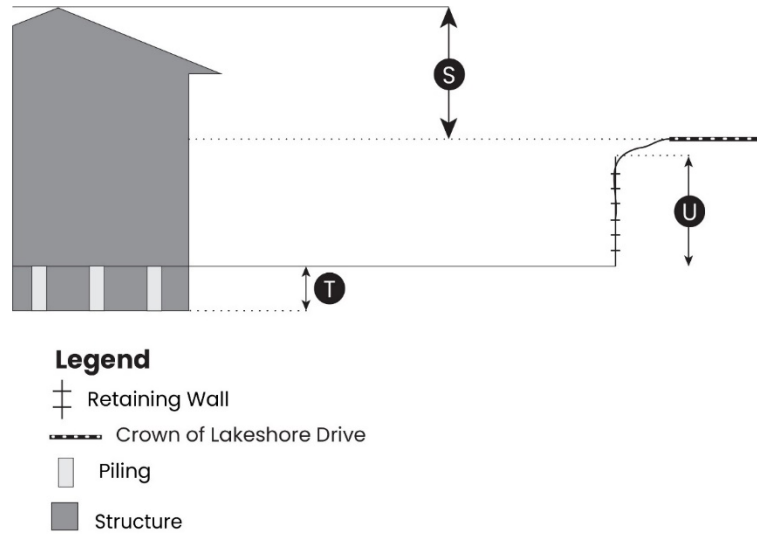 S
U
T
Legend
Retaining Wall
Crown of Lakeshore Drive
Piling
Structure